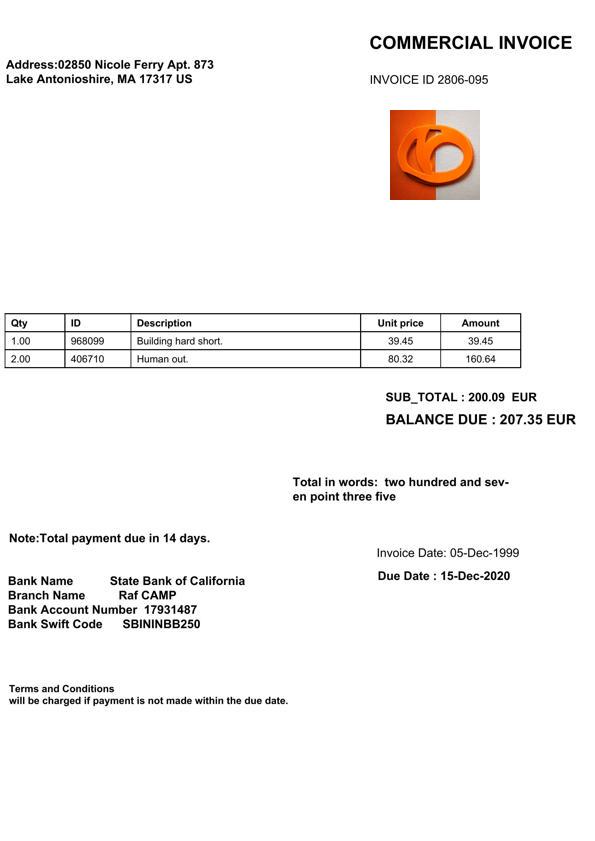 COMMERCIAL INVOICE
Address:02850 Nicole Ferry Apt. 873
Lake Antonioshire, MA 17317 US
INVOICE ID 2806-095
Qty ID Description Unit price Amount
1.00 968099 Building hard short. 39.45 39.45
2.00 406710 Human out. 80.32 160.64
SUB_TOTAL : 200.09 EUR
BALANCE DUE : 207.35 EUR
Total in words: two hundred and sev-
en point three five
Note:Total payment due in 14 days.
Invoice Date: 05-Dec-1999
Due Date : 15-Dec-2020
Bank Name State Bank of California
Branch Name Raf CAMP
Bank Account Number 17931487
Bank Swift Code SBININBB250
Terms and Conditions
will be charged if payment is not made within the due date.